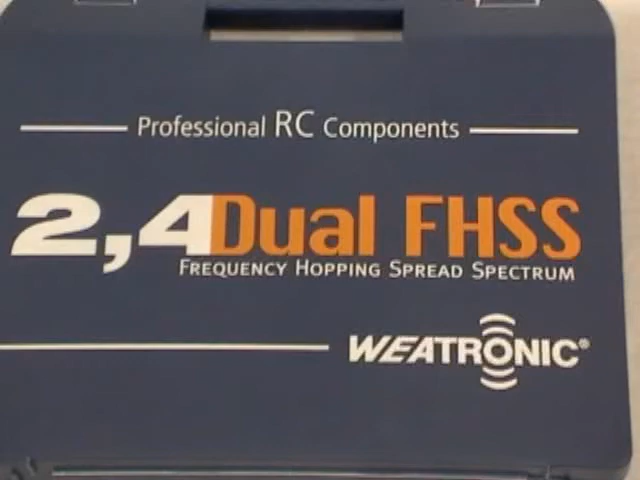 Professional RC Components
2,4Dual FHSS
FREQUENCY HOPPING SPREAD SPECTRUM
WEATRONIC®